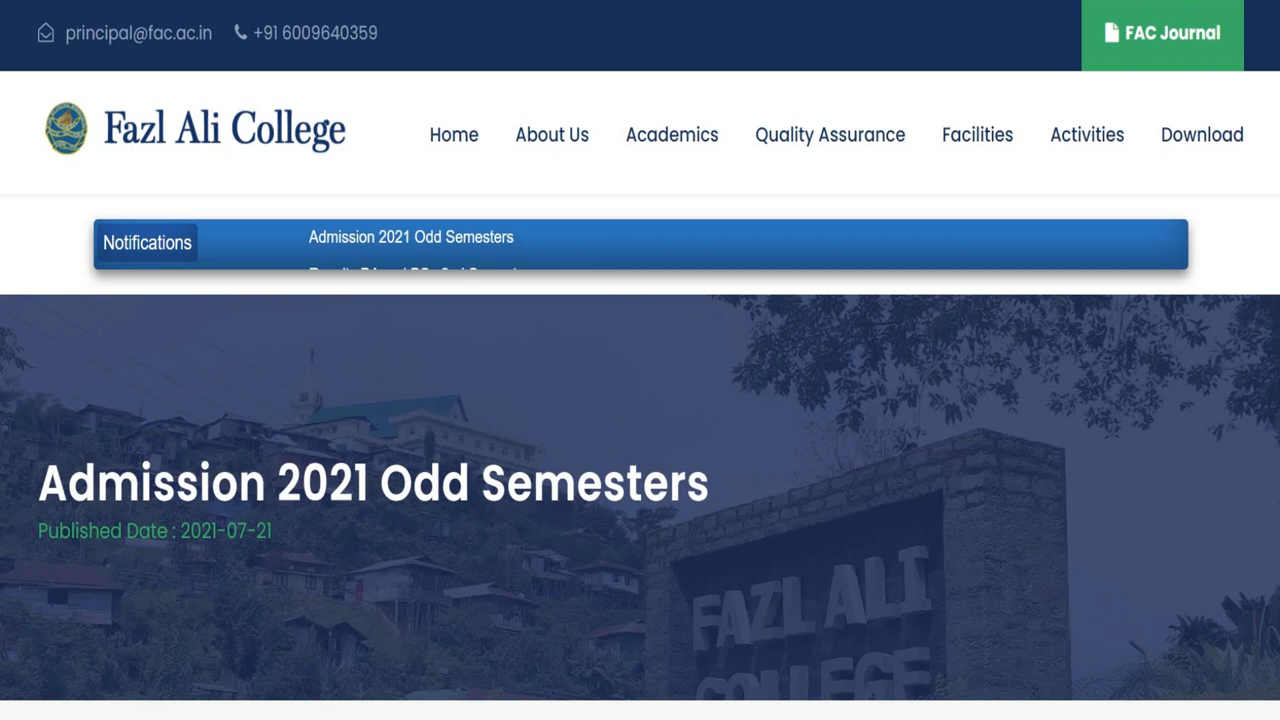 principal@fac.ac.in +91 6009640359 FAC Journal
Fazl Ali College
Home About Us Academics Quality Assurance Facilities Activities Download
Notifications Admission 2021 Odd Semesters
Admission 2021 Odd Semesters
Published Date : 2021-07-21
FAZL ALI
COLLEGE